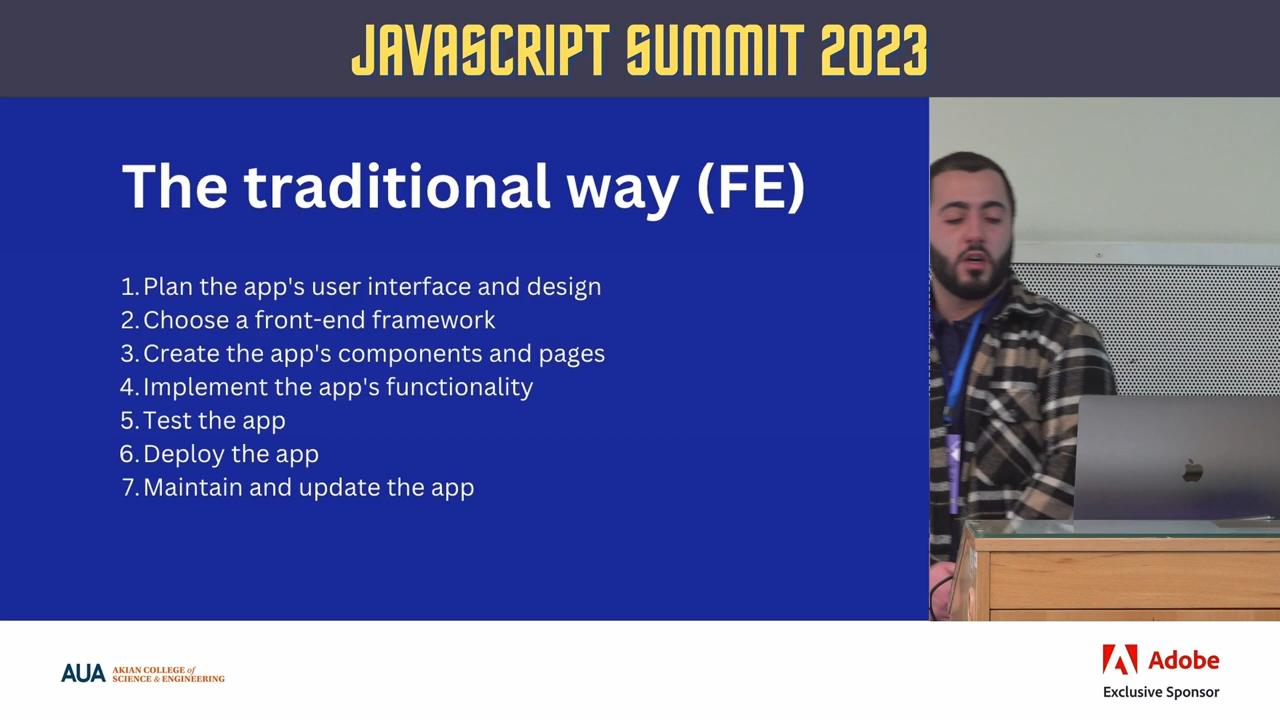 JAVASCRIPT SUMMIT 2023
The traditional way (FE)
1. Plan the app's user interface and design
2. Choose a front-end framework
3. Create the app's components and pages
4. Implement the app's functionality
5. Test the app
6. Deploy the app
7. Maintain and update the app
AUA AKIAN COLLEGE of
SCIENCE & ENGINEERING
Adobe
Exclusive Sponsor